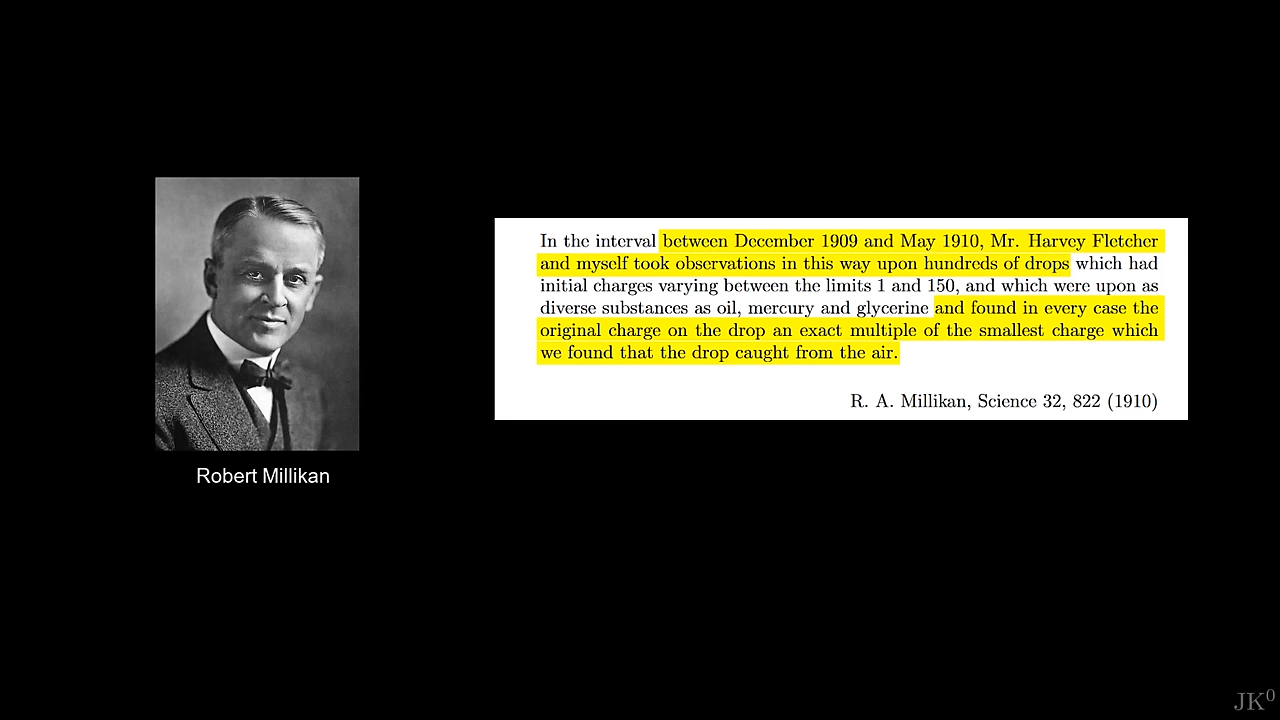 Robert Millikan
In the interval between December 1909 and May 1910, Mr. Harvey Fletcher
and myself took observations in this way upon hundreds of drops which had
initial charges varying between the limits 1 and 150, and which were upon as
diverse substances as oil, mercury and glycerine and found in every case the
original charge on the drop an exact multiple of the smallest charge which
we found that the drop caught from the air.
R. A. Millikan, Science 32, 822 (1910)
JK⁰